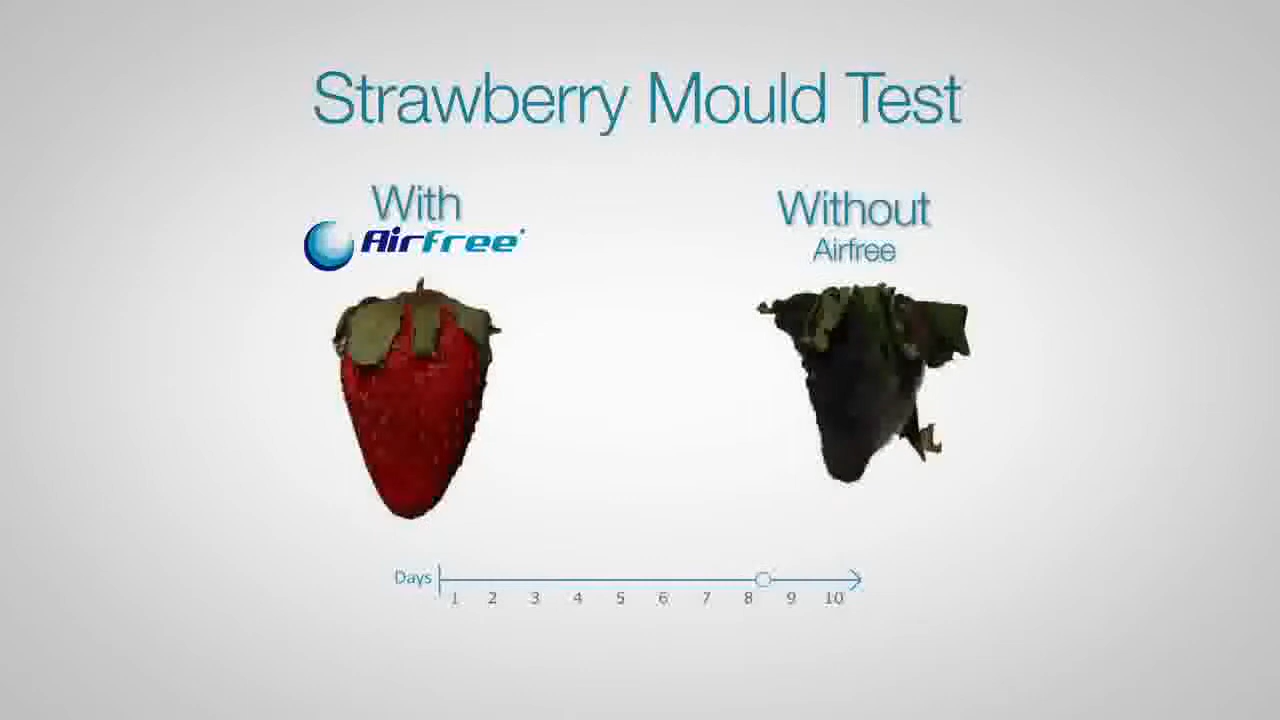 Strawberry Mould Test
With
Airfree
Without
Airfree
Days
1 2 3 4 5 6 7 8 9 10